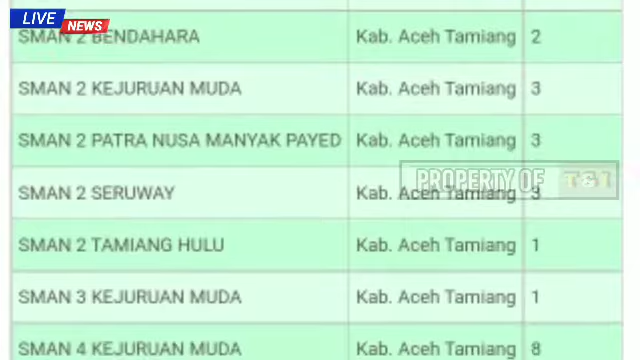 LIVE
NEWS
SMAN 2 BENDAHARA Kab. Aceh Tamiang 2
SMAN 2 KEJURUAN MUDA Kab. Aceh Tamiang 3
SMAN 2 PATRA NUSA MANYAK PAYED Kab. Aceh Tamiang 3
PROPERTY OF T&I
SMAN 2 SERUWAY Kab. Aceh Tamiang 3
SMAN 2 TAMIANG HULU Kab. Aceh Tamiang 1
SMAN 3 KEJURUAN MUDA Kab. Aceh Tamiang 1
SMAN 4 KEJURUAN MUDA Kab. Aceh Tamiang 8